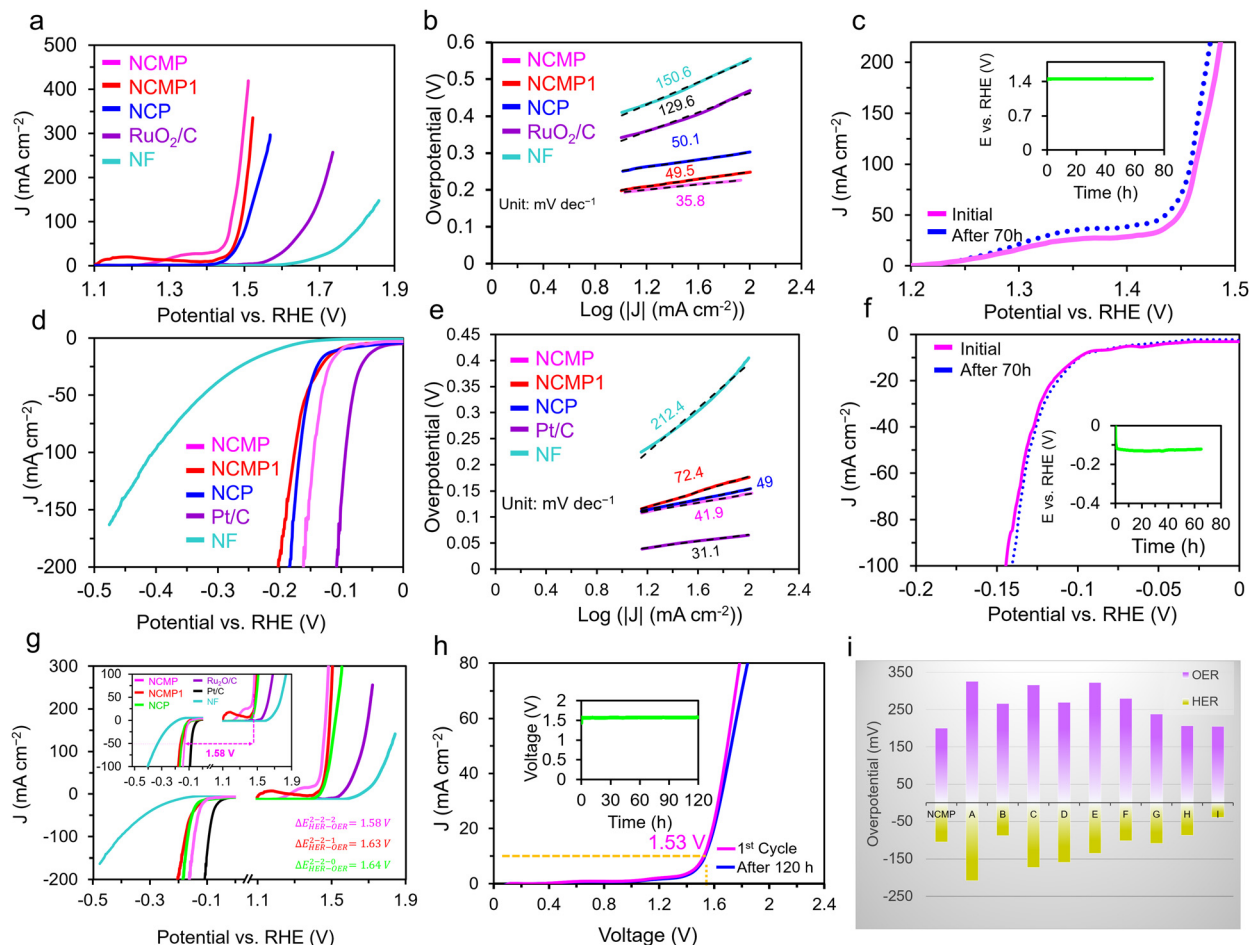 a
500
400
300
200
100
0
J (mA cm⁻²)
NCMP
NCMP1
NCP
RuO₂/C
NF
1.1 1.3 1.5 1.7 1.9
Potential vs. RHE (V)
b
0.6
0.5
0.4
0.3
0.2
0.1
0
Overpotential (V)
NCMP
NCMP1
NCP
RuO₂/C
NF
150.6
129.6
50.1
49.5
35.8
Unit: mV dec⁻¹
0 0.4 0.8 1.2 1.6 2 2.4
Log (|J| (mA cm⁻²))
c
200
150
100
50
0
J (mA cm⁻²)
E vs. RHE (V)
1.4
0.7
0
0 20 40 60 80
Time (h)
Initial
After 70h
1.2 1.3 1.4 1.5
Potential vs. RHE (V)
d
0
-50
-100
-150
-200
J (mA cm⁻²)
NCMP
NCMP1
NCP
Pt/C
NF
-0.5 -0.4 -0.3 -0.2 -0.1 0
Potential vs. RHE (V)
e
0.45
0.4
0.35
0.3
0.25
0.2
0.15
0.1
0.05
0
Overpotential (V)
NCMP
NCMP1
NCP
Pt/C
NF
212.4
72.4
49
41.9
31.1
Unit: mV dec⁻¹
0 0.4 0.8 1.2 1.6 2 2.4
Log (|J| (mA cm⁻²))
f
0
-20
-40
-60
-80
-100
J (mA cm⁻²)
Initial
After 70h
E vs. RHE (V)
0
-0.2
-0.4
0 20 40 60 80
Time (h)
-0.2 -0.15 -0.1 -0.05 0
Potential vs. RHE (V)
g
300
200
100
0
-100
-200
J (mA cm⁻²)
100
50
0
-50
-100
NCMP
NCMP1
NCP
Ru₂O/C
Pt/C
NF
1.58 V
-0.5 -0.4 -0.1 1.1 1.5 1.9
ΔE²⁻²⁻²HER−OER = 1.58 V
ΔE²⁻²⁻¹HER−OER = 1.63 V
ΔE²⁻²⁻⁰HER−OER = 1.64 V
-0.5 -0.3 -0.1 1.1 1.3 1.5 1.7 1.9
Potential vs. RHE (V)
h
80
60
40
20
0
J (mA cm⁻²)
Voltage (V)
2
1.5
1
0.5
0
0 30 60 90 120
Time (h)
1.53 V
1ˢᵗ Cycle
After 120 h
0 0.4 0.8 1.2 1.6 2 2.4
Voltage (V)
i
350
250
150
50
-50
-150
-250
Overpotential (mV)
OER
HER
NCMP A B C D E F G H I